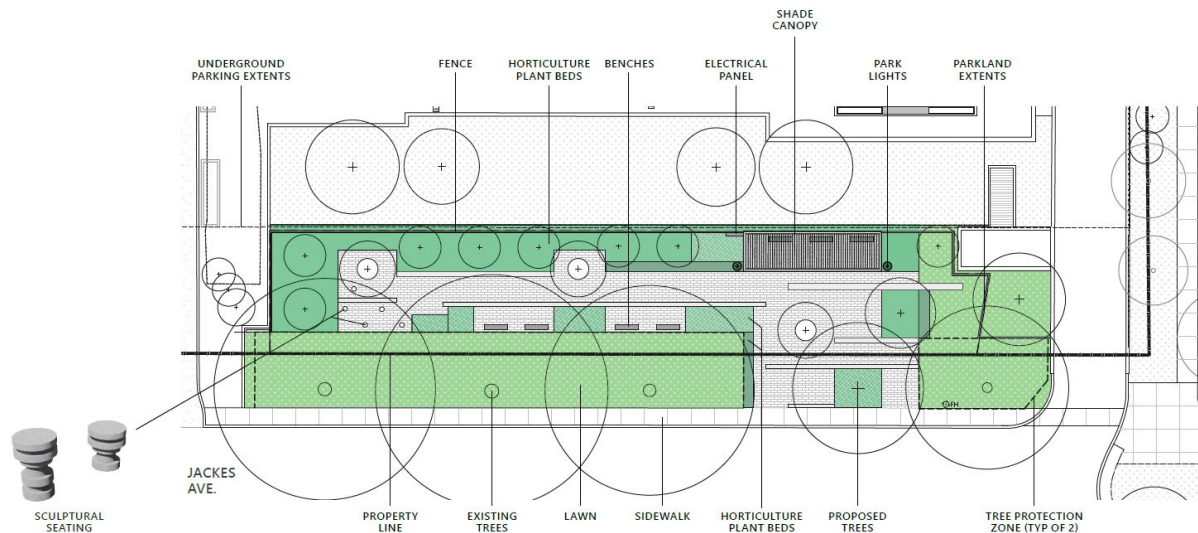 SHADE
CANOPY
UNDERGROUND
PARKING EXTENTS
FENCE
HORTICULTURE
PLANT BEDS
BENCHES
ELECTRICAL
PANEL
PARK
LIGHTS
PARKLAND
EXTENTS
FH
JACKES
AVE.
SCULPTURAL
SEATING
PROPERTY
LINE
EXISTING
TREES
LAWN
SIDEWALK
HORTICULTURE
PLANT BEDS
PROPOSED
TREES
TREE PROTECTION
ZONE (TYP OF 2)